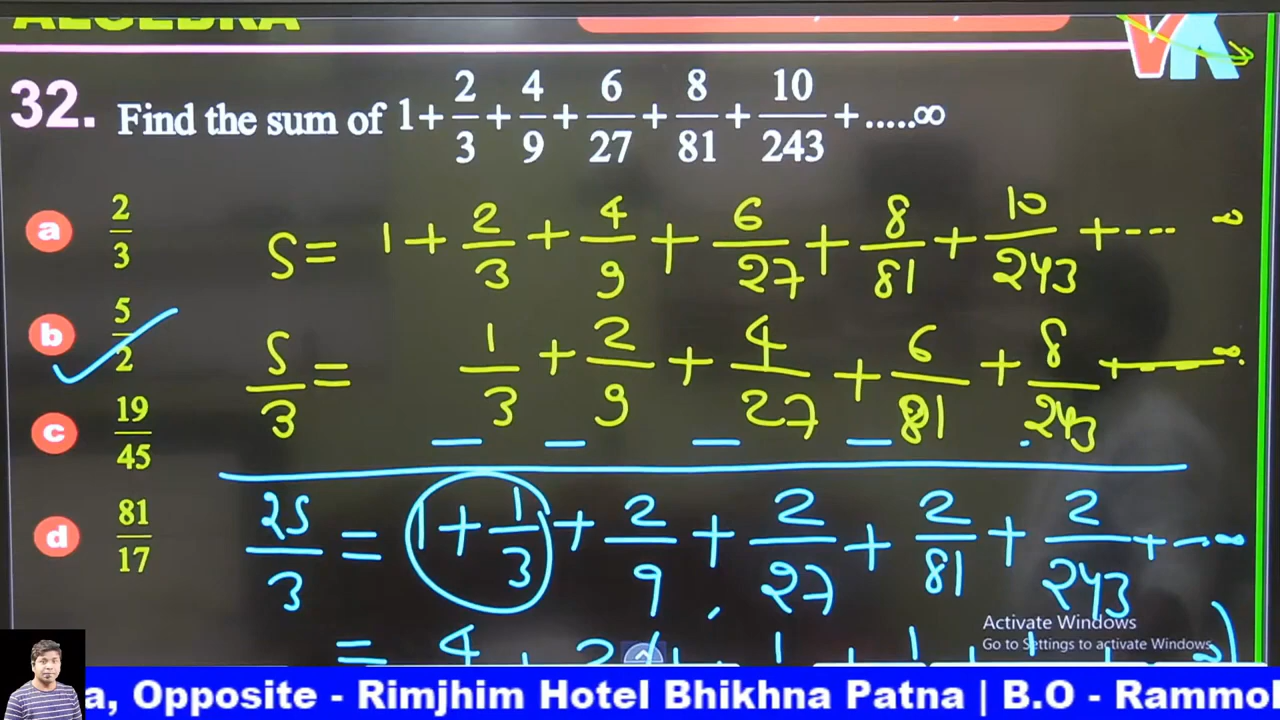 ALGEBRA
VK
32. Find the sum of 1+2/3+4/9+6/27+8/81+10/243+.....∞
a 2/3
b 5/2
c 19/45
d 81/17
S= 1+2/3+4/9+6/27+8/81+10/243+--- ∞
S/3= 1/3+2/9+4/27+6/81+8/243+---∞
2S/3 = 1+1/3+2/9+2/27+2/81+2/243+---∞
Activate Windows
Go to Settings to activate Windows.
a, Opposite - Rimjhim Hotel Bhikhna Patna | B.O - Rammol